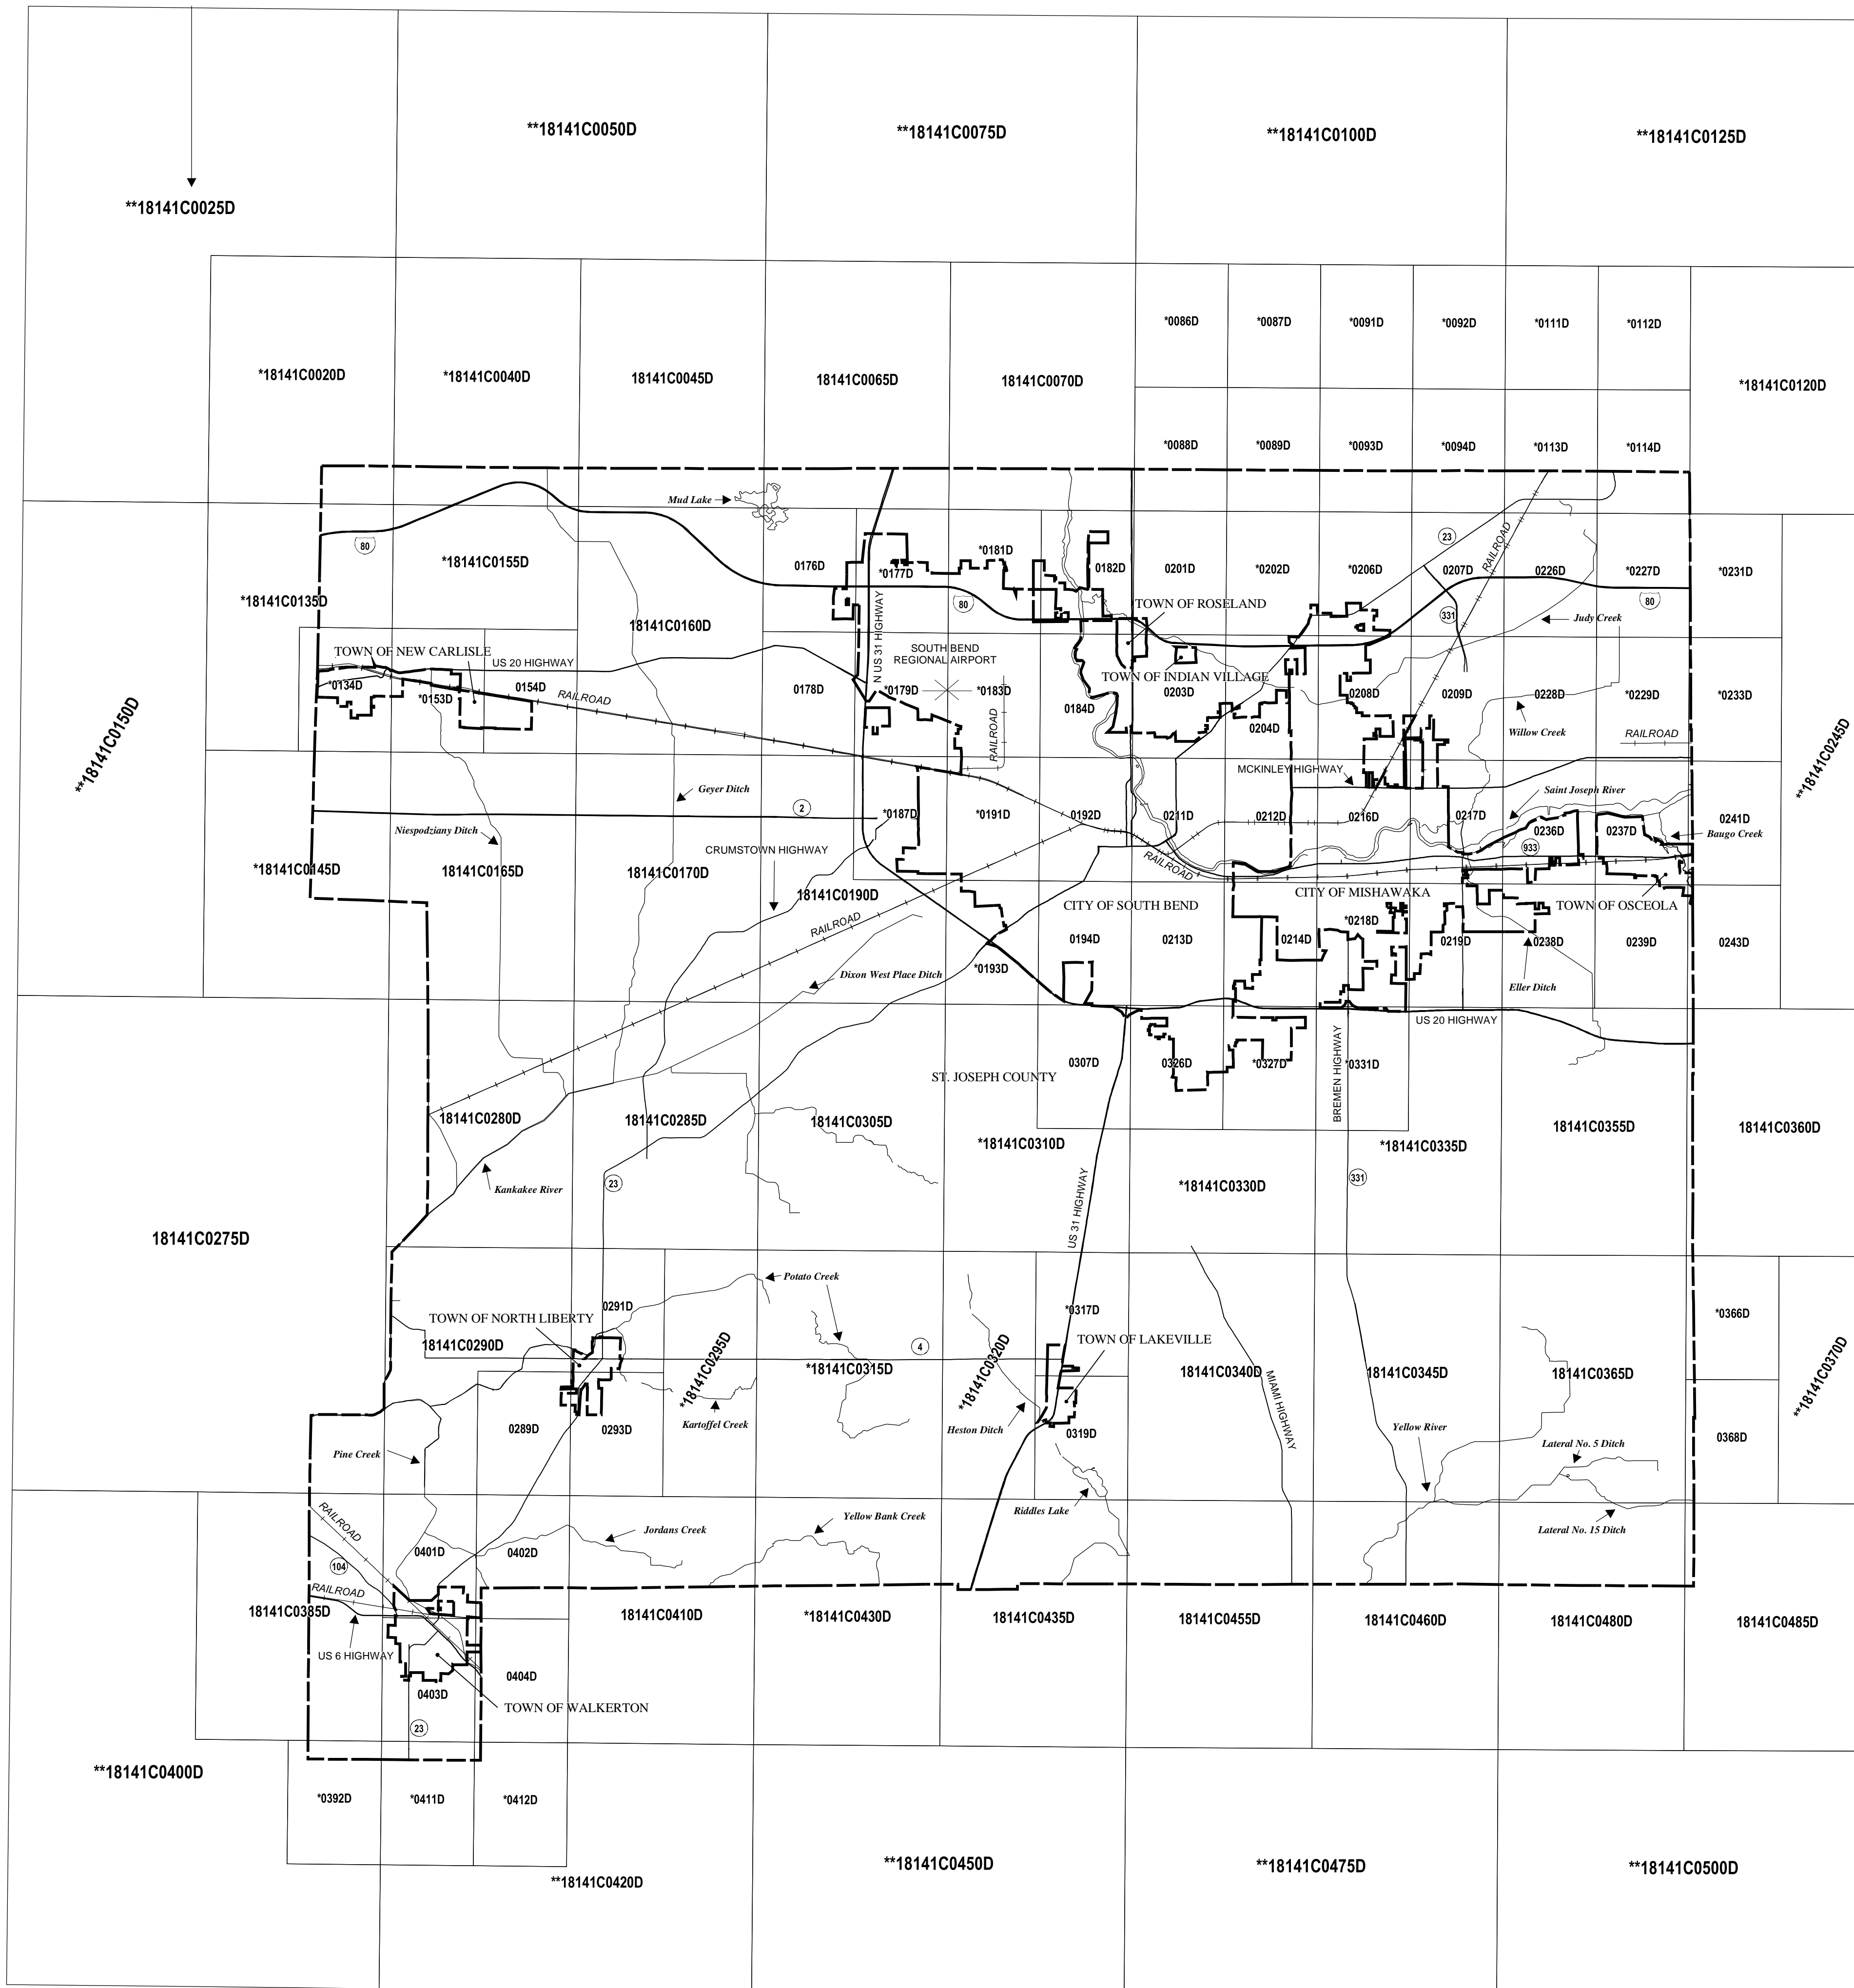 **18141C0050D
**18141C0075D
**18141C0100D
**18141C0125D
**18141C0025D
*0086D
*0087D
*0091D
*0092D
*0111D
*0112D
*18141C0020D
*18141C0040D
18141C0045D
18141C0065D
18141C0070D
*18141C0120D
*0088D
*0089D
*0093D
*0094D
*0113D
*0114D
Mud Lake
80
*18141C0155D
0176D
*0177D
*0181D
0182D
0201D
*0202D
*0206D
23
RAILROAD
0207D
0226D
*0227D
*0231D
*18141C0135D
80
80
TOWN OF ROSELAND
331
Judy Creek
18141C0160D
N US 31 HIGHWAY
TOWN OF NEW CARLISLE
US 20 HIGHWAY
SOUTH BEND
REGIONAL AIRPORT
TOWN OF INDIAN VILLAGE
*0134D
*0153D
0154D
RAILROAD
0178D
*0179D
*0183D
0184D
0203D
0204D
0208D
0209D
0228D
*0229D
*0233D
**18141C0150D
RAILROAD
Willow Creek
RAILROAD
**18141C0245D
MCKINLEY HIGHWAY
Geyer Ditch
Saint Joseph River
2
*0187D
*0191D
0192D
0211D
0212D
0216D
0217D
0236D
0237D
0241D
Niespodziany Ditch
Baugo Creek
CRUMSTOWN HIGHWAY
933
*18141C0145D
18141C0165D
18141C0170D
RAILROAD
18141C0190D
CITY OF MISHAWAKA
CITY OF SOUTH BEND
TOWN OF OSCEOLA
RAILROAD
*0218D
0194D
0213D
0214D
0219D
0238D
0239D
0243D
*0193D
Dixon West Place Ditch
Eller Ditch
US 20 HIGHWAY
0307D
0326D
*0327D
*0331D
BREMEN HIGHWAY
ST. JOSEPH COUNTY
18141C0280D
18141C0285D
18141C0305D
*18141C0310D
*18141C0335D
18141C0355D
18141C0360D
Kankakee River
23
331
*18141C0330D
US 31 HIGHWAY
18141C0275D
Potato Creek
0291D
*0317D
*0366D
TOWN OF NORTH LIBERTY
TOWN OF LAKEVILLE
18141C0290D
*18141C0295D
*18141C0315D
4
*18141C0320D
18141C0340D
MIAMI HIGHWAY
18141C0345D
18141C0365D
**18141C0370D
Kartoffel Creek
Heston Ditch
0289D
0293D
0319D
Yellow River
0368D
Pine Creek
Lateral No. 5 Ditch
Riddles Lake
RAILROAD
Jordans Creek
Yellow Bank Creek
Lateral No. 15 Ditch
0401D
0402D
104
RAILROAD
18141C0385D
18141C0410D
*18141C0430D
18141C0435D
18141C0455D
18141C0460D
18141C0480D
18141C0485D
US 6 HIGHWAY
0404D
0403D
TOWN OF WALKERTON
23
**18141C0400D
*0392D
*0411D
*0412D
**18141C0450D
**18141C0475D
**18141C0500D
**18141C0420D